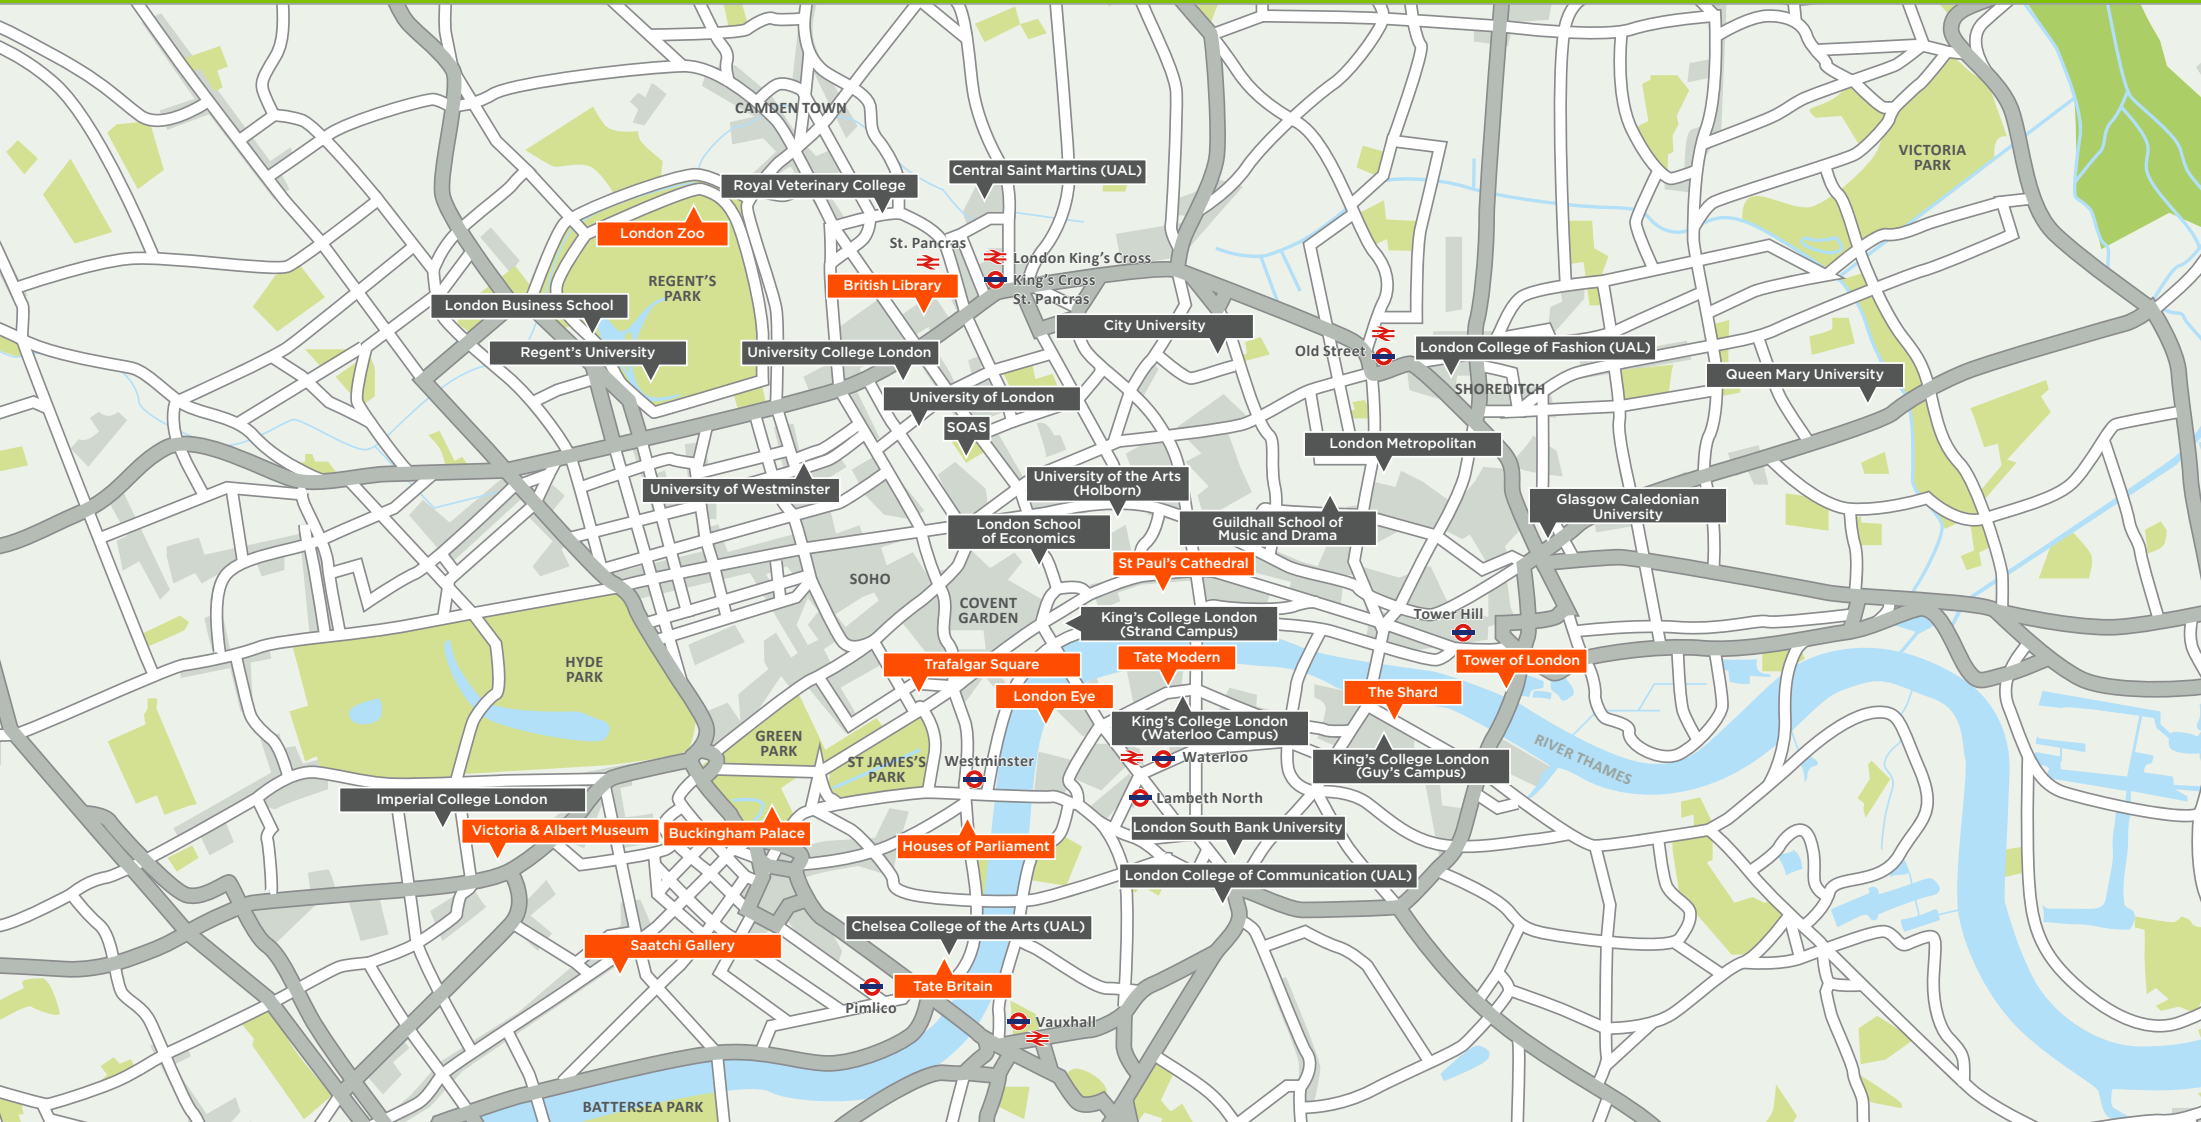 CAMDEN TOWN
VICTORIA
PARK
Central Saint Martins (UAL)
Royal Veterinary College
London Zoo
St. Pancras
London King's Cross
King's Cross
St. Pancras
REGENT'S
PARK
British Library
London Business School
City University
Regent's University
University College London
Old Street
London College of Fashion (UAL)
SHOREDITCH
Queen Mary University
University of London
SOAS
London Metropolitan
University of the Arts
(Holborn)
University of Westminster
Glasgow Caledonian
University
London School
of Economics
Guildhall School of
Music and Drama
St Paul's Cathedral
SOHO
COVENT
GARDEN
King's College London
(Strand Campus)
Tower Hill
HYDE
PARK
Trafalgar Square
Tate Modern
Tower of London
London Eye
The Shard
King's College London
(Waterloo Campus)
GREEN
PARK
ST JAMES'S
PARK
Westminster
Waterloo
King's College London
(Guy's Campus)
RIVER THAMES
Imperial College London
Lambeth North
Victoria & Albert Museum
Buckingham Palace
London South Bank University
Houses of Parliament
London College of Communication (UAL)
Chelsea College of the Arts (UAL)
Saatchi Gallery
Tate Britain
Pimlico
Vauxhall
BATTERSEA PARK